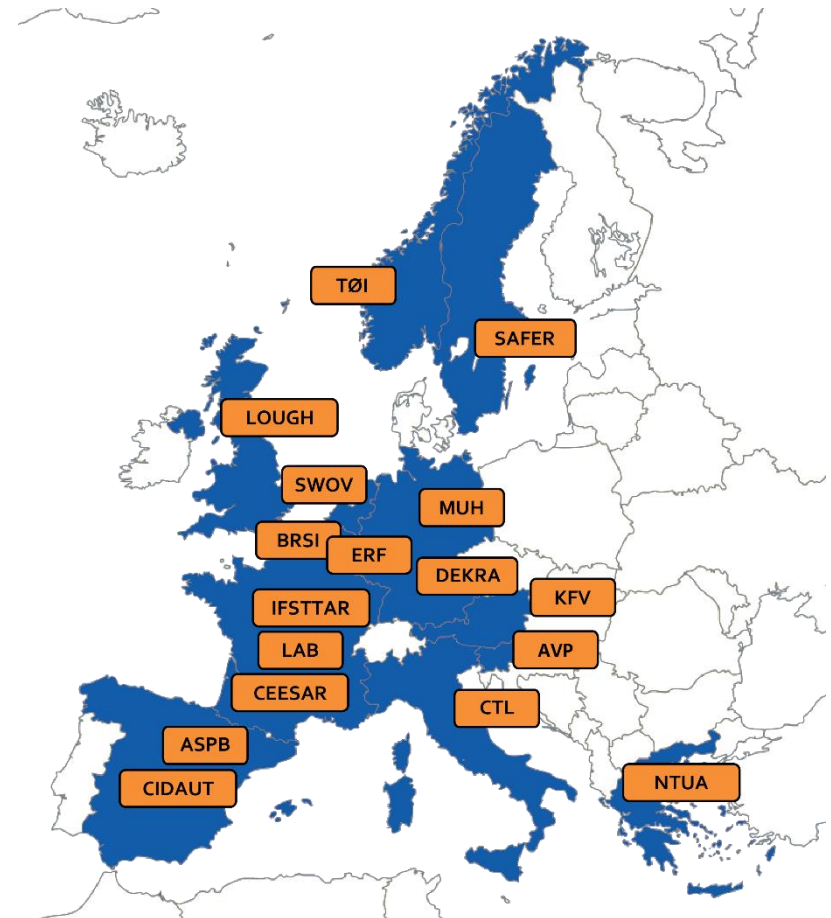 TØI
SAFER
LOUGH
SWOV
MUH
BRSI
ERF
DEKRA
KFV
IFSTTAR
LAB
AVP
CEESAR
CTL
ASPB
NTUA
CIDAUT